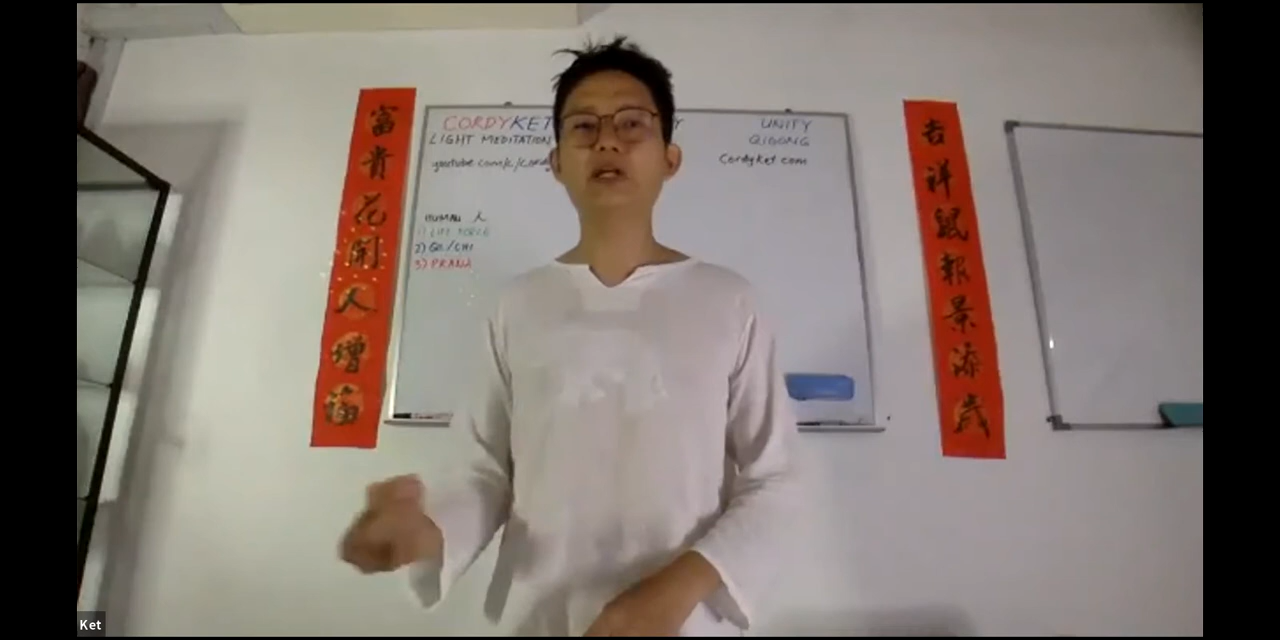 富貴花開人增福
CORDYKET
LIGHT MEDITATION
youtube.com/c/Cord
HUMAN 人
1) LIFE FORCE
2) QI / CHI
3) PRANA
Y UNITY
QIGONG
CordyKet.com
吉祥鼠報景添歲
Ket